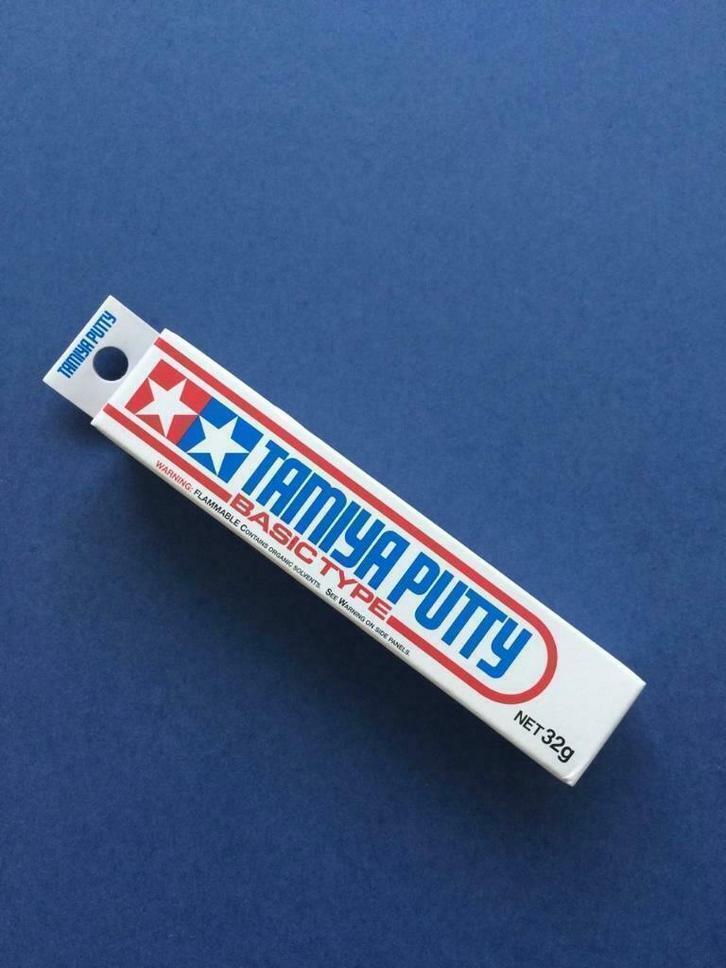 TAMIYA PUTTY
TAMIYA PUTTY
BASIC TYPE
WARNING: FLAMMABLE CONTAINS ORGANIC SOLVENTS. SEE WARNING ON SIDE PANELS.
NET 32g